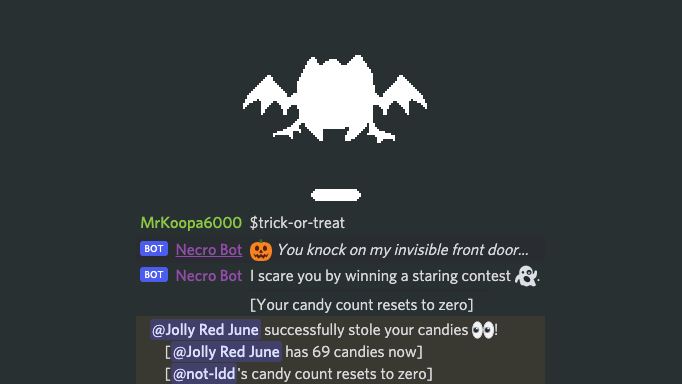 MrKoopa6000 $trick-or-treat
BOT Necro Bot 🎃 You knock on my invisible front door...
BOT Necro Bot I scare you by winning a staring contest 👻.
[Your candy count resets to zero]
@Jolly Red June successfully stole your candies 👀!
[ @Jolly Red June has 69 candies now]
[ @not-ldd's candy count resets to zero]